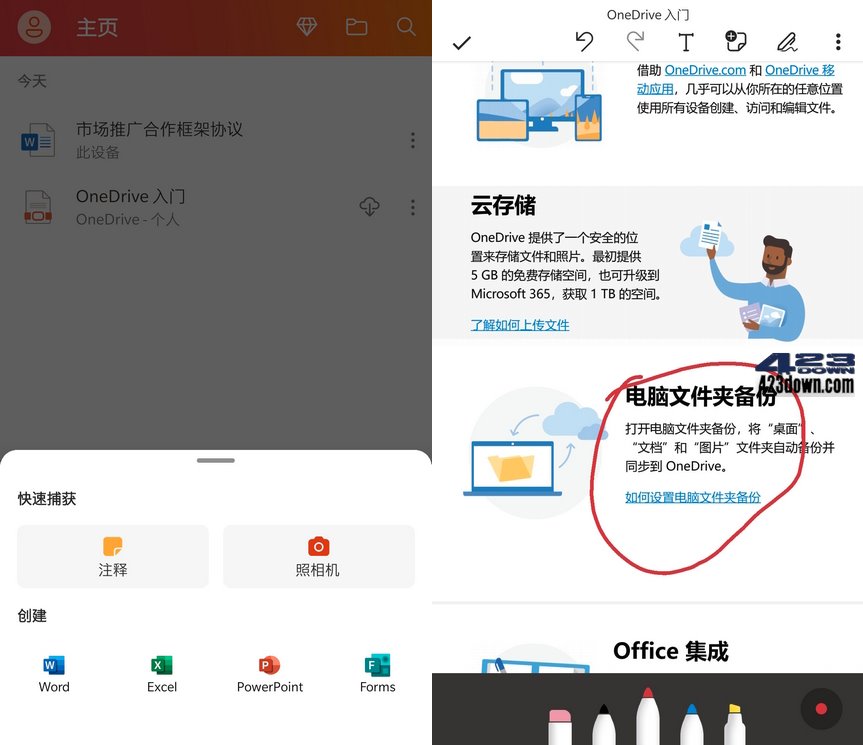 主页
今天
市场推广合作框架协议
此设备
OneDrive 入门
OneDrive - 个人
快速捕获
注释
照相机
创建
W
Word
X
Excel
P
PowerPoint
F
Forms
OneDrive 入门
借助 OneDrive.com 和 OneDrive 移
动应用，几乎可以从你所在的任意位置
使用所有设备创建、访问和编辑文件。
云存储
OneDrive 提供了一个安全的位
置来存储文件和照片。最初提供
5 GB 的免费存储空间，也可升级到
Microsoft 365，获取 1 TB 的空间。
了解如何上传文件
423
DOWN
423down.com
电脑文件夹备份
打开电脑文件夹备份，将“桌面”、
“文档”和“图片”文件夹自动备份并
同步到 OneDrive。
如何设置电脑文件夹备份
Office 集成